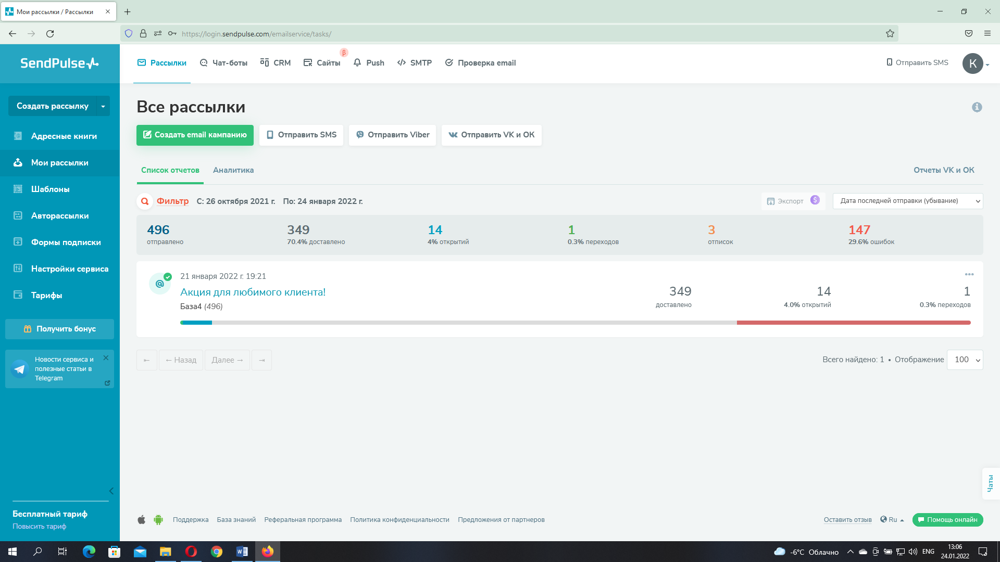 Мои рассылки / Рассылки
https://login.sendpulse.com/emailservice/tasks/
SendPulse
Рассылки
Чат-боты
CRM
Сайты
β
Push
SMTP
Проверка email
Отправить SMS
K
Создать рассылку
Адресные книги
Мои рассылки
Шаблоны
Авторассылки
Формы подписки
Настройки сервиса
Тарифы
Получить бонус
Новости сервиса и
полезные статьи в
Telegram
Бесплатный тариф
Повысить тариф
Все рассылки
Создать email кампанию
Отправить SMS
Отправить Viber
Отправить VK и ОК
Список отчетов
Аналитика
Отчеты VK и ОК
Фильтр С: 26 октября 2021 г. По: 24 января 2022 г.
Экспорт $
Дата последней отправки (убывание)
496
отправлено
349
70.4% доставлено
14
4% открытий
1
0.3% переходов
3
отписок
147
29.6% ошибок
21 января 2022 г. 19:21
Акция для любимого клиента!
База4 (496)
349
доставлено
14
4.0% открытий
1
0.3% переходов
← Назад
Далее →
Всего найдено: 1 • Отображение 100
Чаты
Поддержка
База знаний
Реферальная программа
Политика конфиденциальности
Предложения от партнеров
Оставить отзыв
Ru
Помощь онлайн
-6°C Облачно
ENG
13:06
24.01.2022